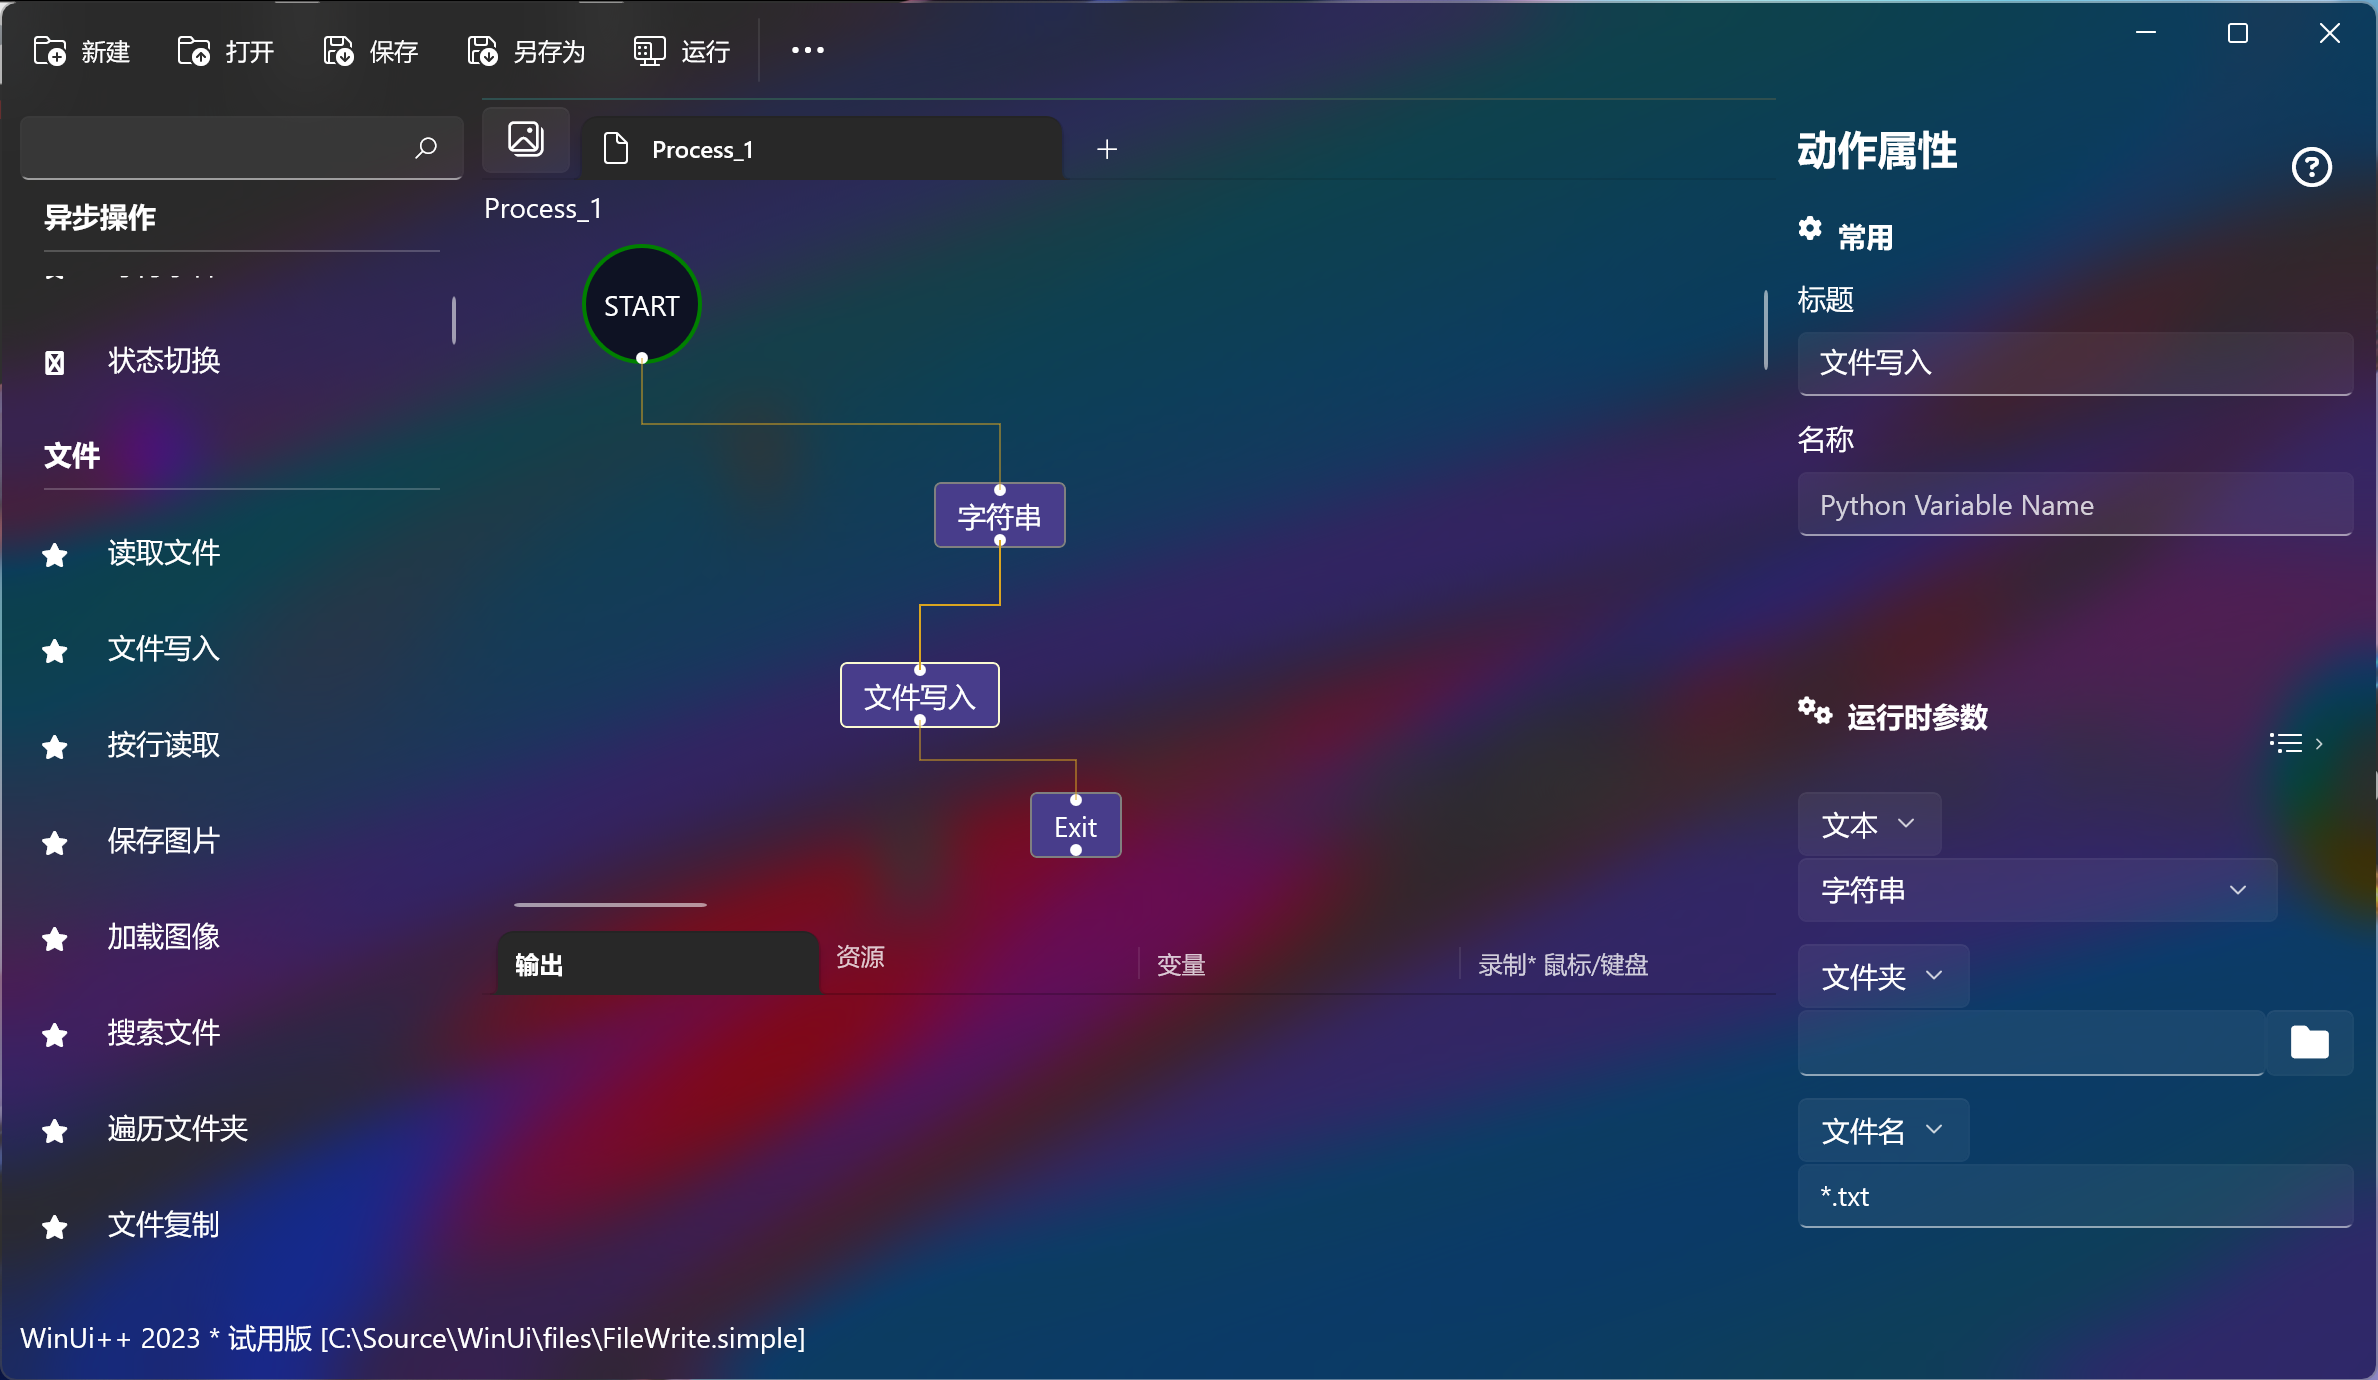 新建
打开
保存
另存为
运行
Process_1
异步操作
状态切换
文件
读取文件
文件写入
按行读取
保存图片
加载图像
搜索文件
遍历文件夹
文件复制
Process_1
START
字符串
文件写入
Exit
输出
资源
变量
录制* 鼠标/键盘
动作属性
常用
标题
文件写入
名称
Python Variable Name
运行时参数
文本
字符串
文件夹
文件名
*.txt
WinUi++ 2023 * 试用版 [C:\Source\WinUi\files\FileWrite.simple]